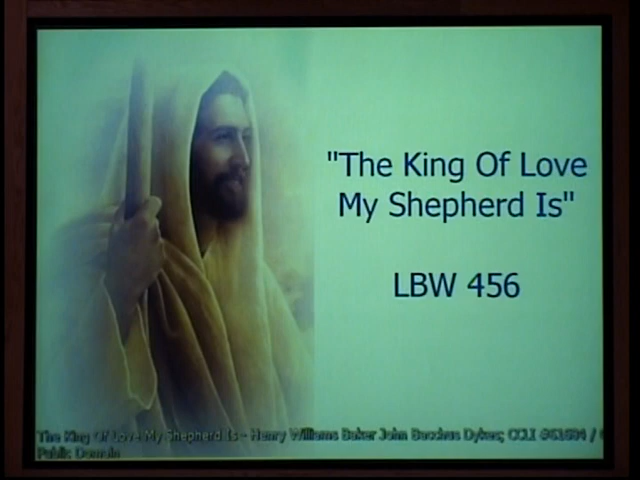 "The King Of Love
My Shepherd Is"
LBW 456
The King Of Love My Shepherd Is - Henry Williams Baker John Bacchus Dykes; CCLI
Public Domain